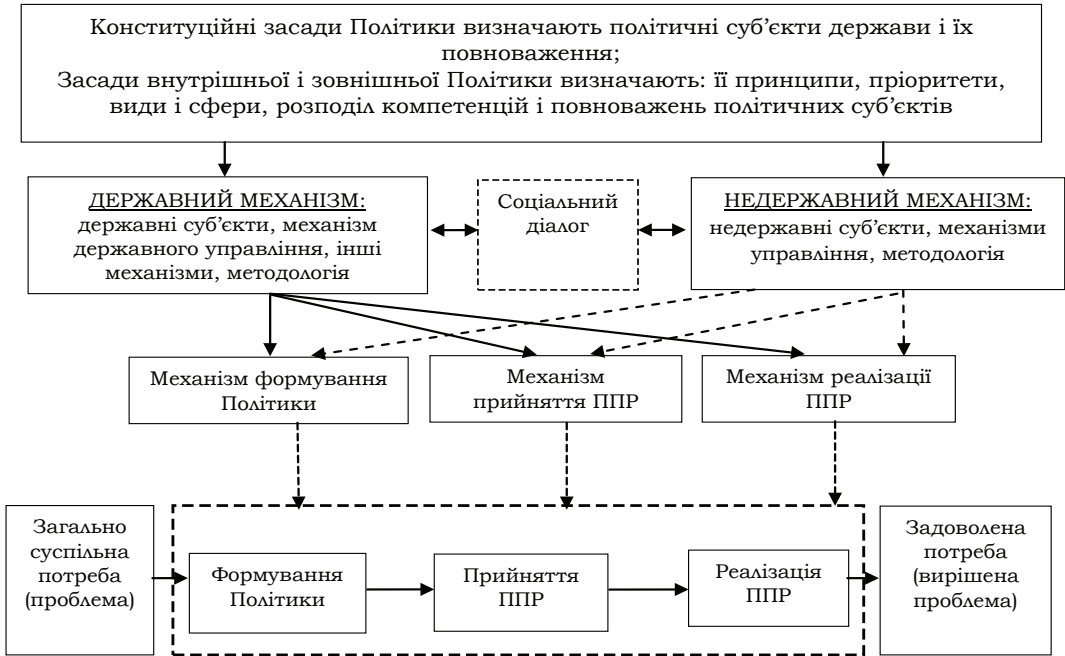 Конституційні засади Політики визначають політичні суб’єкти держави і їх
повноваження;
Засади внутрішньої і зовнішньої Політики визначають: її принципи, пріоритети,
види і сфери, розподіл компетенцій і повноважень політичних суб’єктів
ДЕРЖАВНИЙ МЕХАНІЗМ:
державні суб’єкти, механізм
державного управління, інші
механізми, методологія
Соціальний
діалог
НЕДЕРЖАВНИЙ МЕХАНІЗМ:
недержавні суб’єкти, механізми
управління, методологія
Механізм формування
Політики
Механізм
прийняття ППР
Механізм реалізації
ППР
Загально
суспільна
потреба
(проблема)
Формування
Політики
Прийняття
ППР
Реалізація
ППР
Задоволена
потреба
(вирішена
проблема)